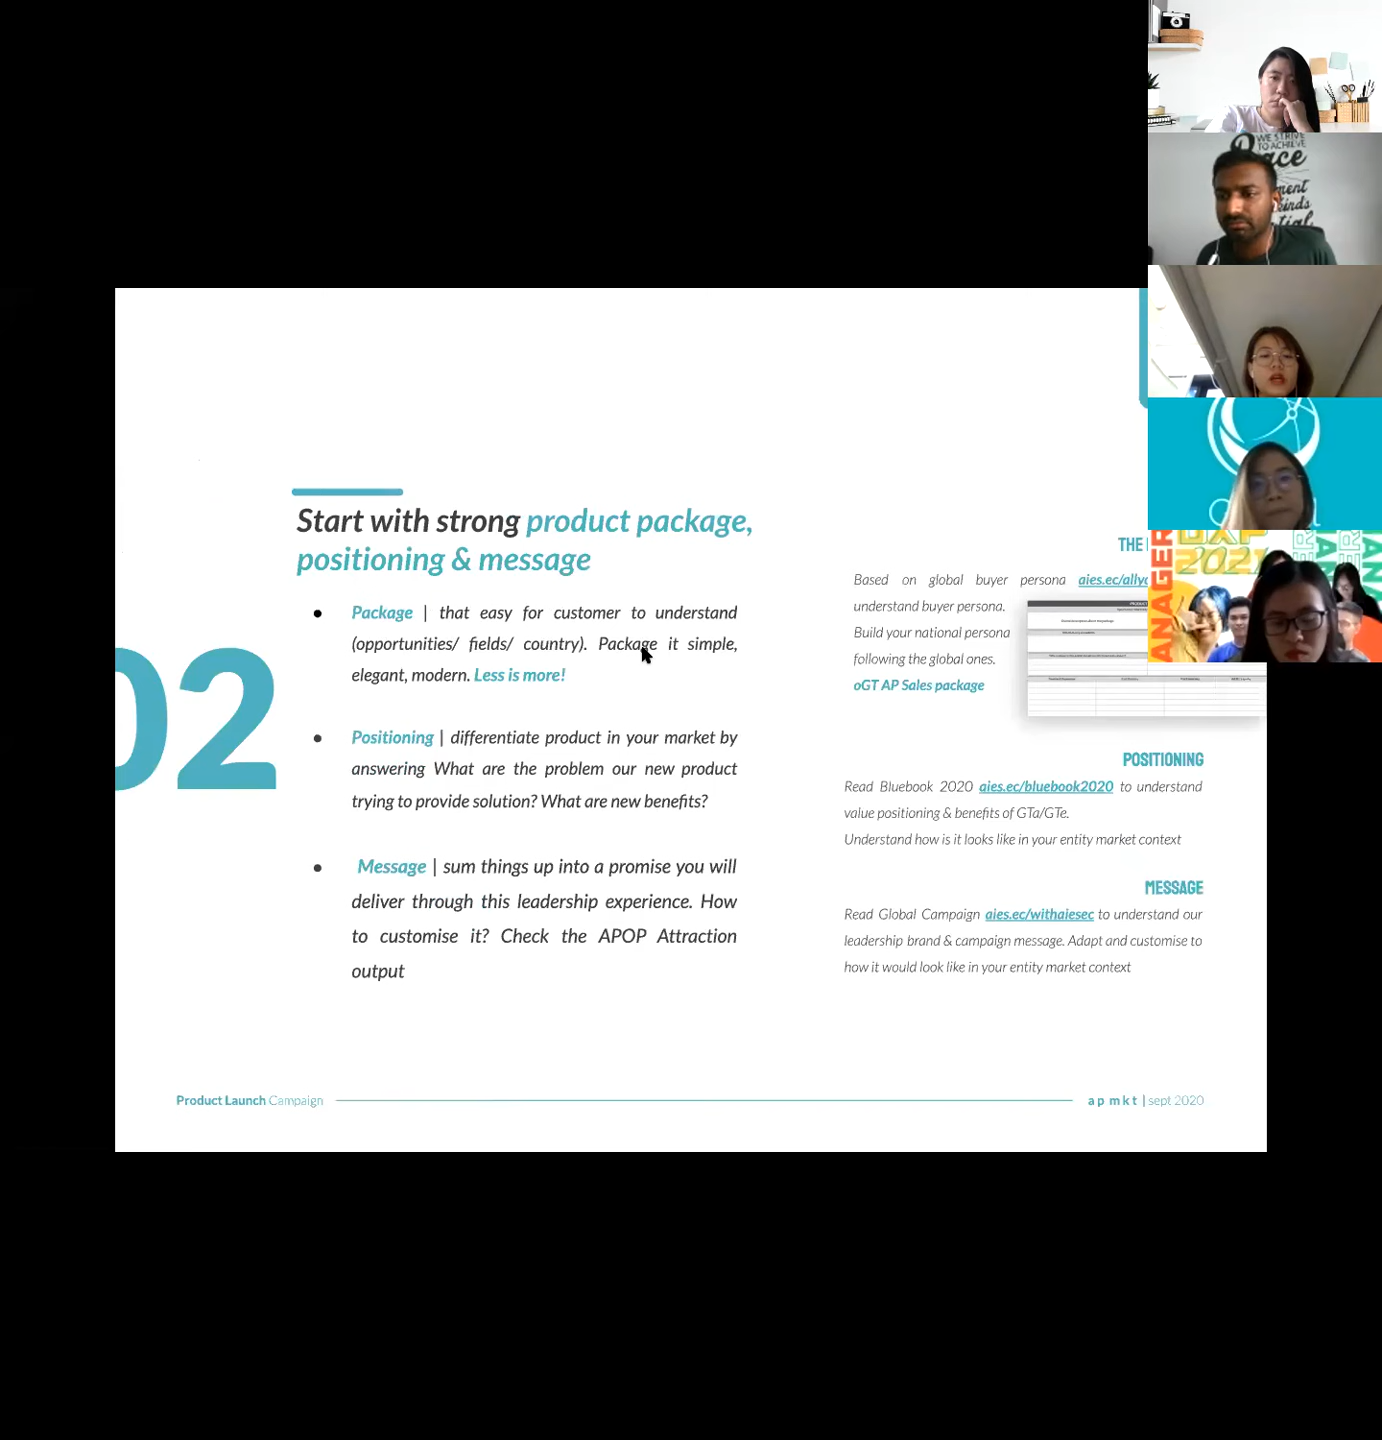 02
Start with strong product package,
positioning & message
● Package | that easy for customer to understand
(opportunities/ fields/ country). Package it simple,
elegant, modern. Less is more!
● Positioning | differentiate product in your market by
answering What are the problem our new product
trying to provide solution? What are new benefits?
● Message | sum things up into a promise you will
deliver through this leadership experience. How
to customise it? Check the APOP Attraction
output
THE
Based on global buyer persona
understand buyer persona.
Build your national persona
following the global ones.
oGT AP Sales package
POSITIONING
Read Bluebook 2020 aies.ec/bluebook2020 to understand
value positioning & benefits of GTa/GTe.
Understand how is it looks like in your entity market context
MESSAGE
Read Global Campaign aies.ec/withaiesec to understand our
leadership brand & campaign message. Adapt and customise to
how it would look like in your entity market context
Product Launch Campaign
ap mkt | sept 2020
WE STRIVE
TO ACHIEVE
MANAGER
2021